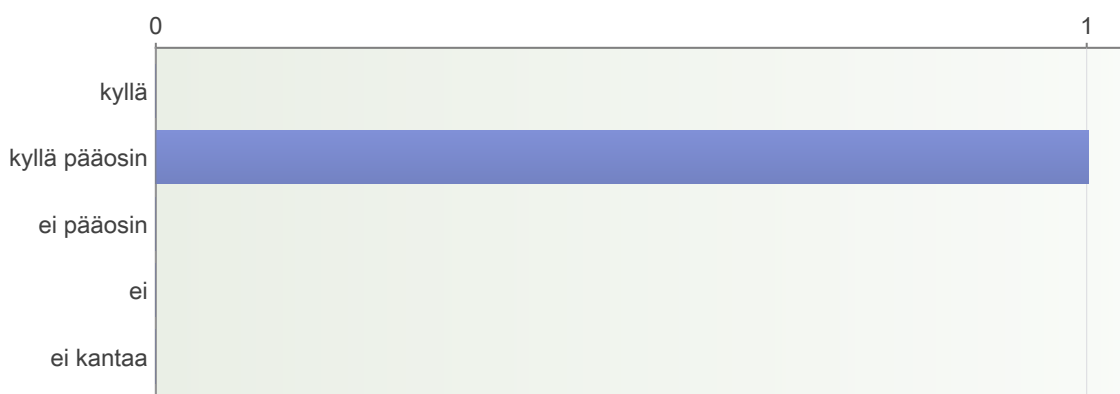 0 1
kyllä
kyllä pääosin
ei pääosin
ei
ei kantaa